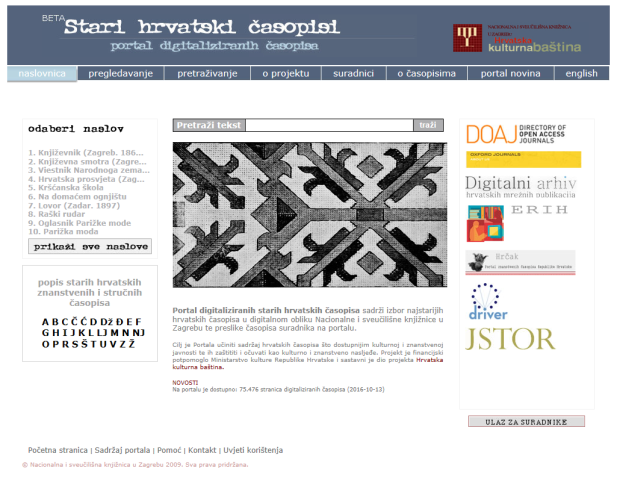 BETA
Stari hrvatski časopisi
portal digitaliziranih časopisa
NACIONALNA I SVEUČILIŠNA KNJIŽNICA
U ZAGREBU
Hrvatska
kulturnabaština
naslovnica
pregledavanje
pretraživanje
o projektu
suradnici
o časopisima
portal novina
english
odaberi naslov
1. Književnik (Zagreb. 186...
2. Književna smotra (Zagre...
3. Viestnik Narodnoga zema...
4. Hrvatska prosvjeta (Zag...
5. Kršćanska škola
6. Na domaćem ognjištu
7. Lovor (Zadar. 1897)
8. Raški rudar
9. Oglasnik Parižke mode
10. Parižka moda
prikaži sve naslove
popis starih hrvatskih
znanstvenih i stručnih
časopisa
A B C Č Ć D Dž Đ E F
G H I J K L LJ M N NJ
O P R S Š T U V Z Ž
Pretraži tekst
traži
Portal digitaliziranih starih hrvatskih časopisa sadrži izbor najstarijih
hrvatskih časopisa u digitalnom obliku Nacionalne i sveučilišne knjižnice u
Zagrebu te preslike časopisa suradnika na portalu.
Cilj je Portala učiniti sadržaj hrvatskih časopisa što dostupnijim kulturnoj i znanstvenoj
javnosti te ih zaštititi i očuvati kao kulturno i znanstveno nasljeđe. Projekt je financijski
potpomoglo Ministarstvo kulture Republike Hrvatske i sastavni je dio projekta Hrvatska
kulturna baština.
NOVOSTI
Na portalu je dostupno: 75.476 stranica digitaliziranih časopisa (2016-10-13)
DOAJ DIRECTORY OF
OPEN ACCESS
JOURNALS
OXFORD JOURNALS
Digitalni arhiv
hrvatskih mrežnih publikacija
ERIH
Hrčak
Portal znanstvenih časopisa Republike Hrvatske
driver
JSTOR
ULAZ ZA SURADNIKE
Početna stranica | Sadržaj portala | Pomoć | Kontakt | Uvjeti korištenja
© Nacionalna i sveučilišna knjižnica u Zagrebu 2009. Sva prava pridržana.